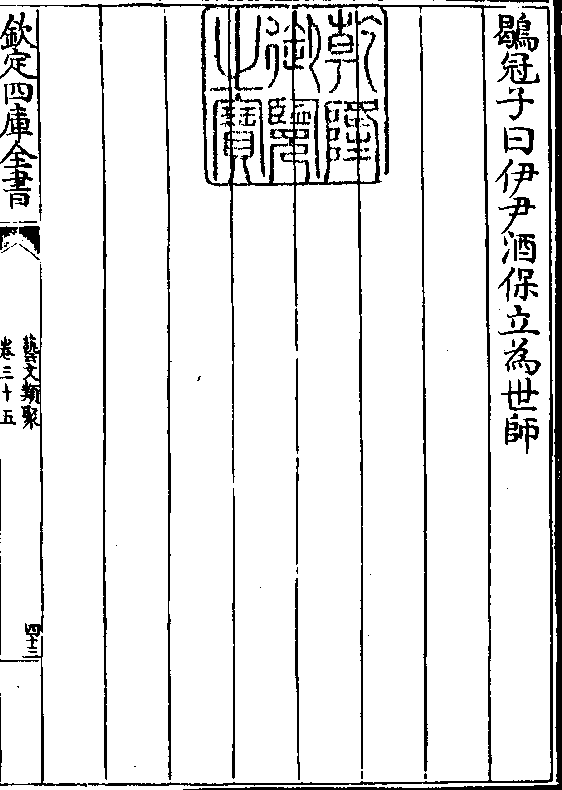 鶡冠子曰伊尹酒保立為世師
乾隆御覽之寶
欽定四庫全書
藝文類聚
卷三十五
四十三